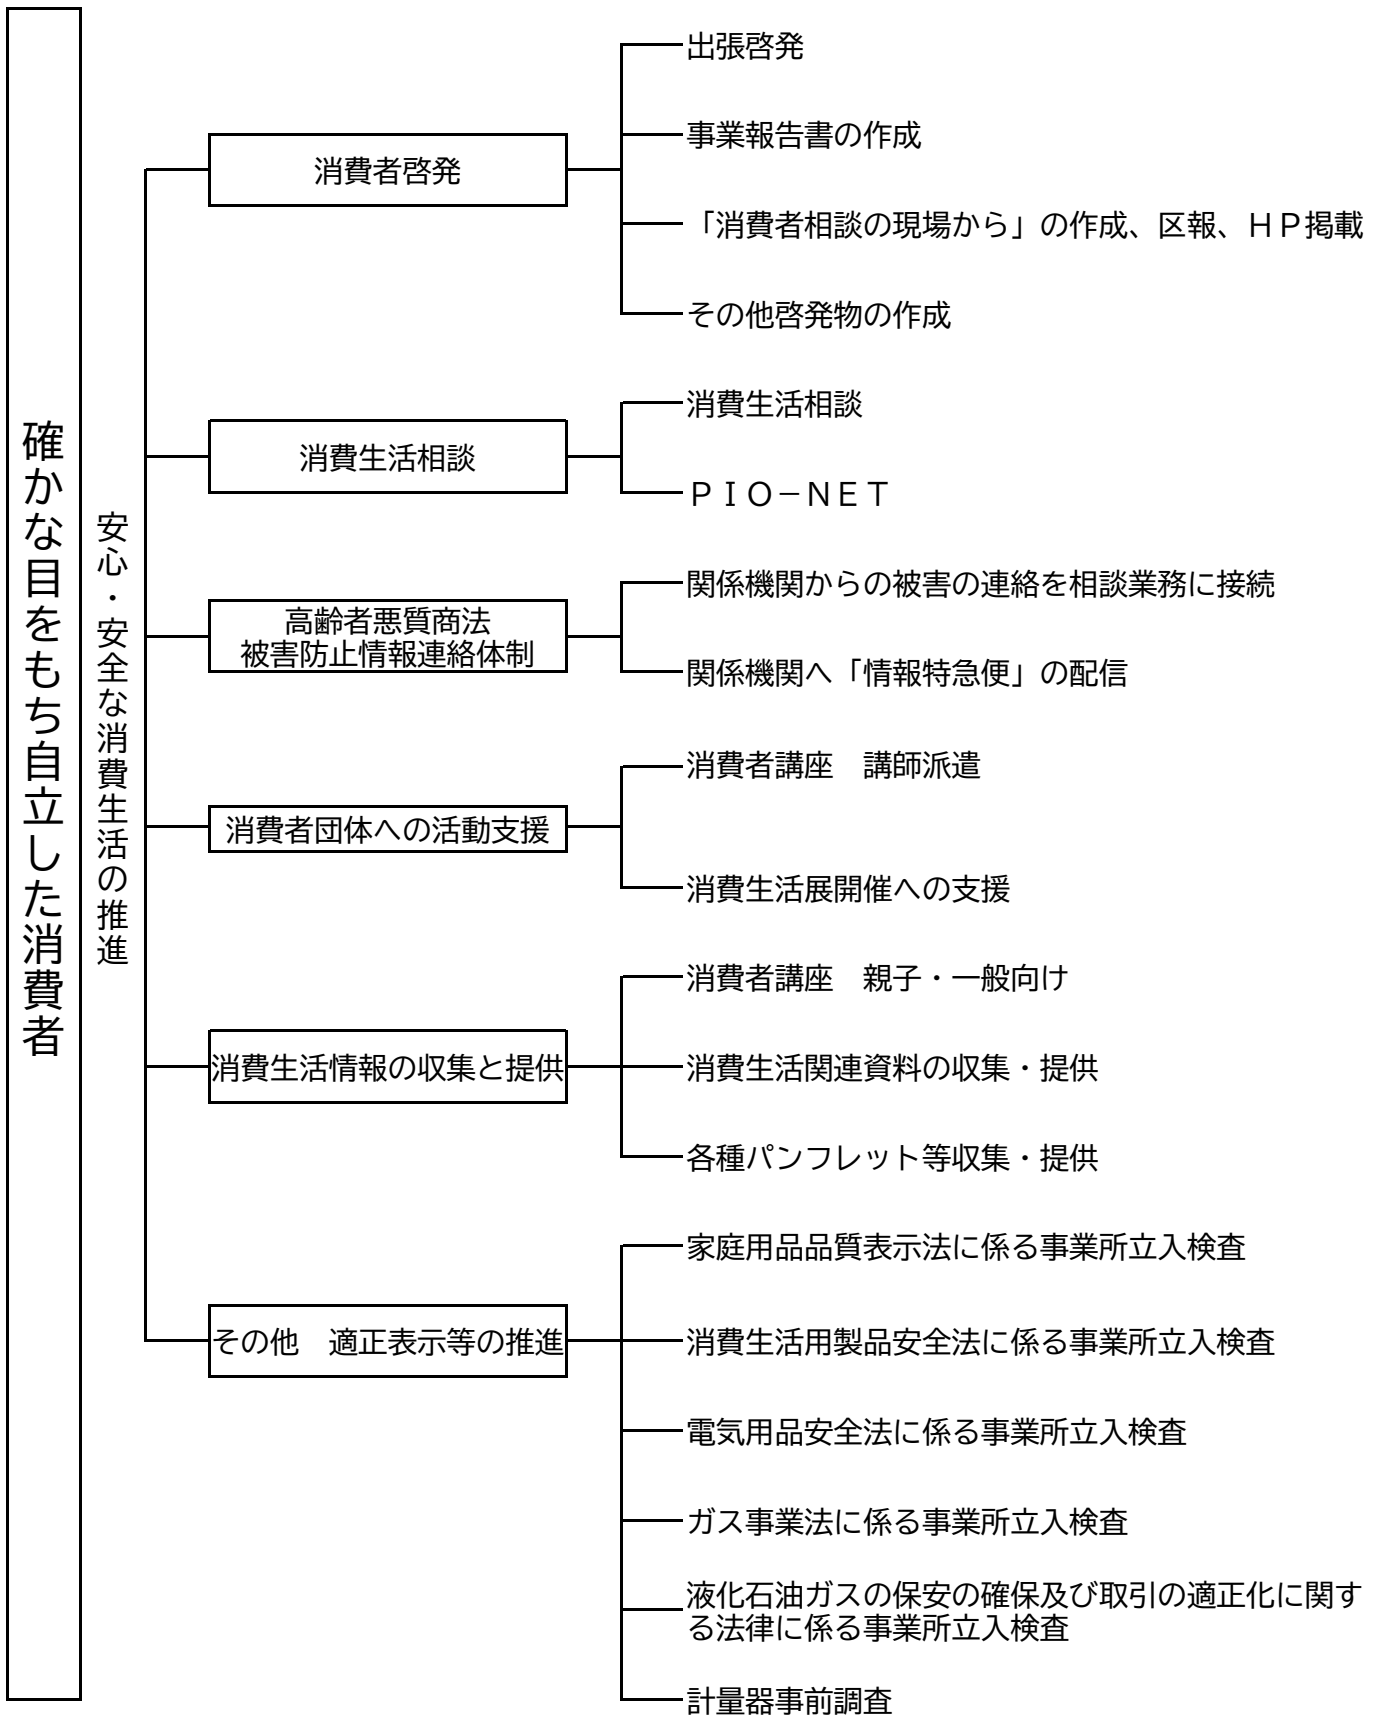 確かな目をもち自立した消費者
安心・安全な消費生活の推進
消費者啓発
出張啓発
事業報告書の作成
「消費者相談の現場から」の作成、区報、ＨＰ掲載
その他啓発物の作成
消費生活相談
消費生活相談
ＰＩＯ－ＮＥＴ
高齢者悪質商法
被害防止情報連絡体制
関係機関からの被害の連絡を相談業務に接続
関係機関へ「情報特急便」の配信
消費者団体への活動支援
消費者講座　講師派遣
消費生活展開催への支援
消費生活情報の収集と提供
消費者講座　親子・一般向け
消費生活関連資料の収集・提供
各種パンフレット等収集・提供
その他　適正表示等の推進
家庭用品品質表示法に係る事業所立入検査
消費生活用製品安全法に係る事業所立入検査
電気用品安全法に係る事業所立入検査
ガス事業法に係る事業所立入検査
液化石油ガスの保安の確保及び取引の適正化に関す
る法律に係る事業所立入検査
計量器事前調査